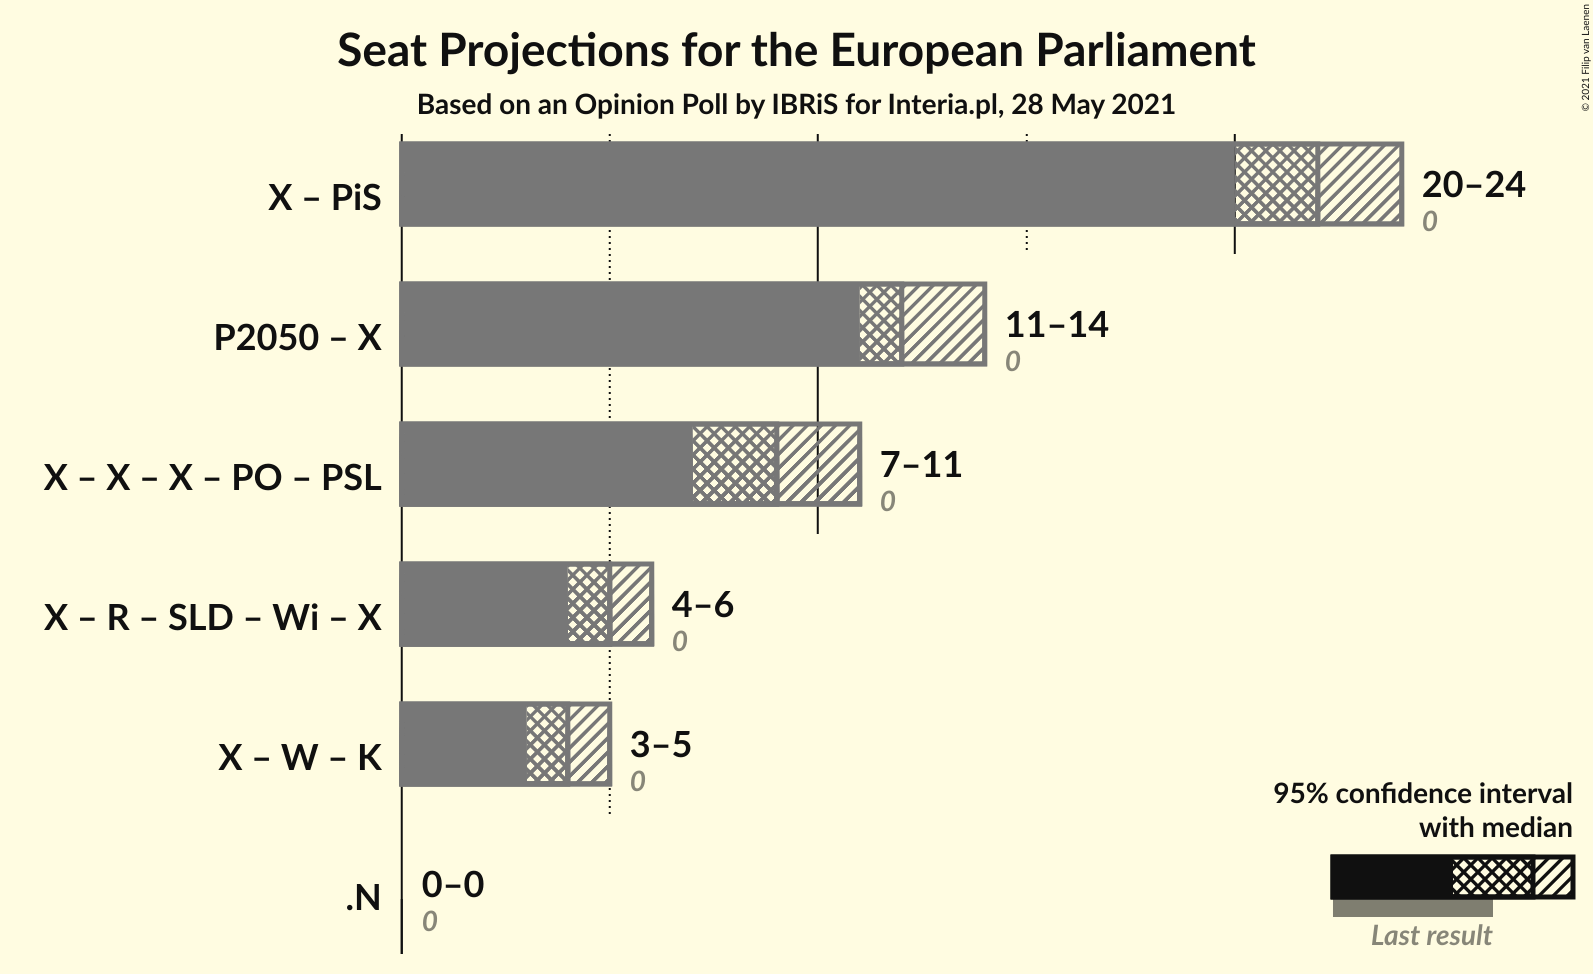 Seat Projections for the European Parliament
Based on an Opinion Poll by IBRiS for Interia.pl, 28 May 2021
© 2021 Filip van Laenen
X – PiS
20–24
0
P2050 – X
11–14
0
X – X – X – PO – PSL
7–11
0
X – R – SLD – Wi – X
4–6
0
X – W – K
3–5
0
.N
0–0
0
95% confidence interval
with median
Last result